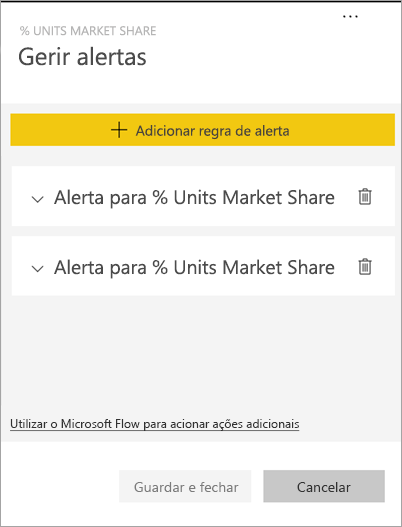 % UNITS MARKET SHARE
Gerir alertas
Adicionar regra de alerta
Alerta para % Units Market Share
Alerta para % Units Market Share
Utilizar o Microsoft Flow para acionar ações adicionais
Guardar e fechar
Cancelar